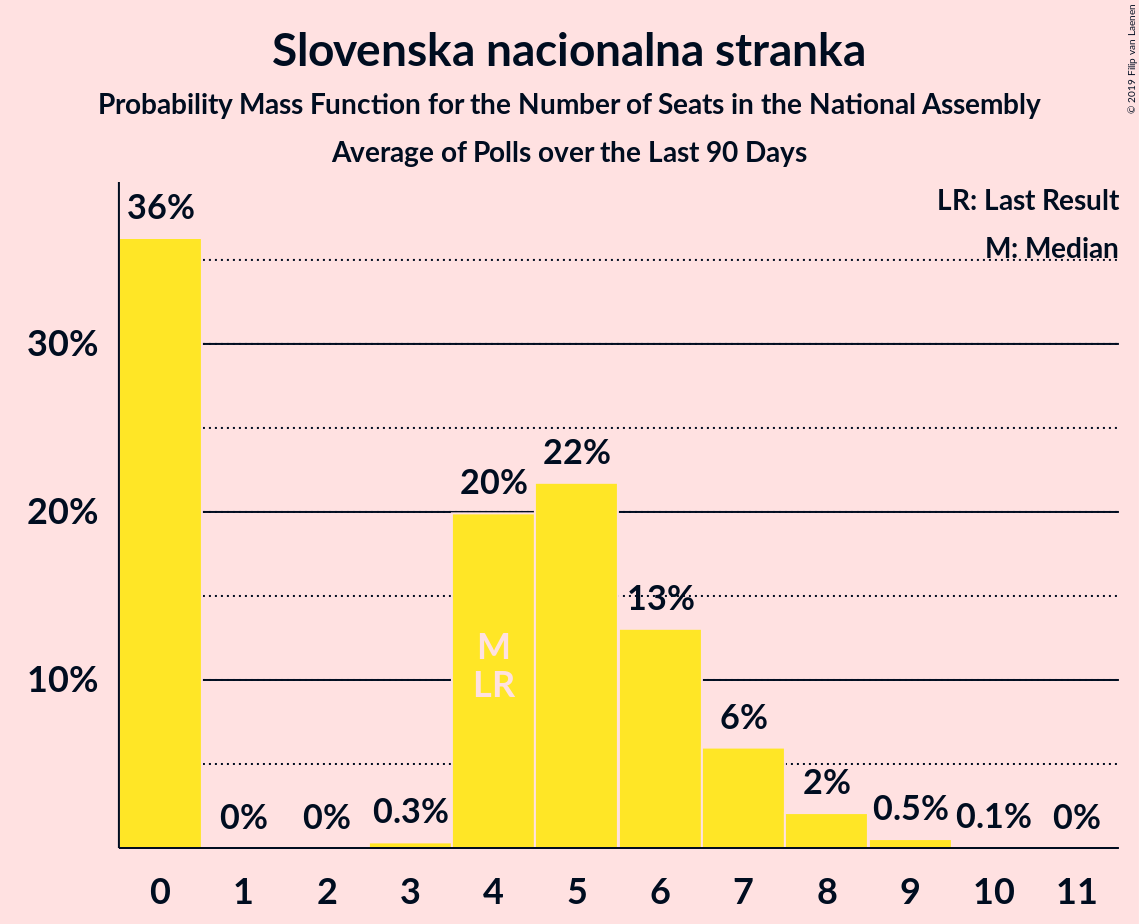 Slovenska nacionalna stranka
Probability Mass Function for the Number of Seats in the National Assembly
Average of Polls over the Last 90 Days
© 2019 Filip van Laenen
LR: Last Result
M: Median
36%
30%
22%
20%
20%
13%
M
LR
10%
6%
2%
0%
0%
0.3%
0.5%
0.1%
0%
0 1 2 3 4 5 6 7 8 9 10 11